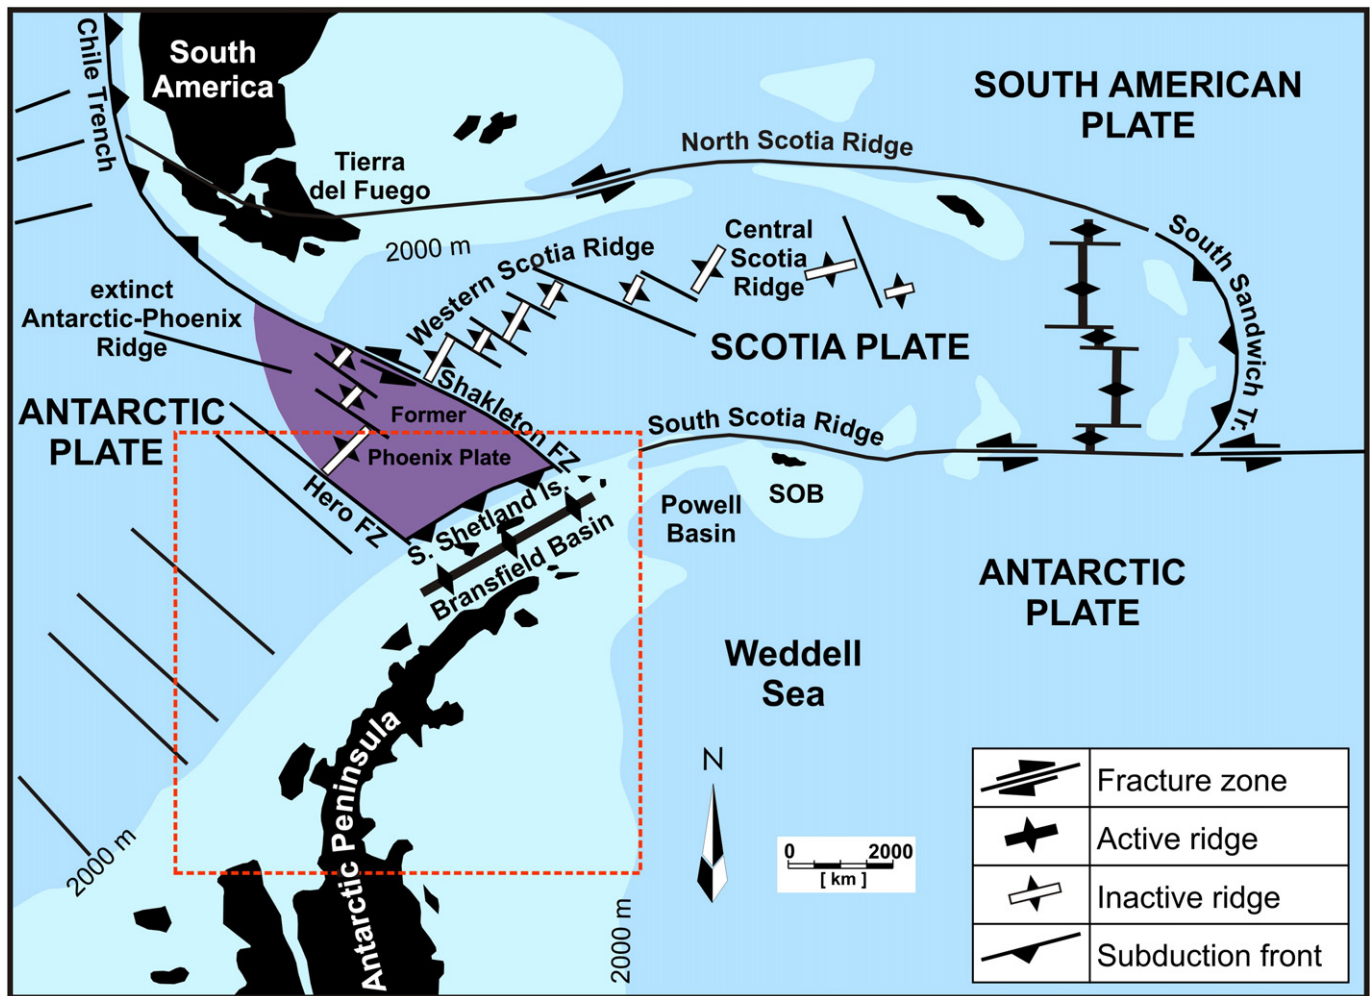 Chile Trench
South
America
SOUTH AMERICAN
PLATE
North Scotia Ridge
Tierra
del Fuego
2000 m
Western Scotia Ridge
Central
Scotia
Ridge
South Sandwich Tr.
extinct
Antarctic-Phoenix
Ridge
SCOTIA PLATE
ANTARCTIC
PLATE
Former
Phoenix Plate
Shakleton FZ
South Scotia Ridge
Hero FZ
S. Shetland Is.
Bransfield Basin
Powell
Basin
SOB
ANTARCTIC
PLATE
Weddell
Sea
Antarctic Peninsula
2000 m
2000 m
N
0 2000
[ km ]
Fracture zone
Active ridge
Inactive ridge
Subduction front